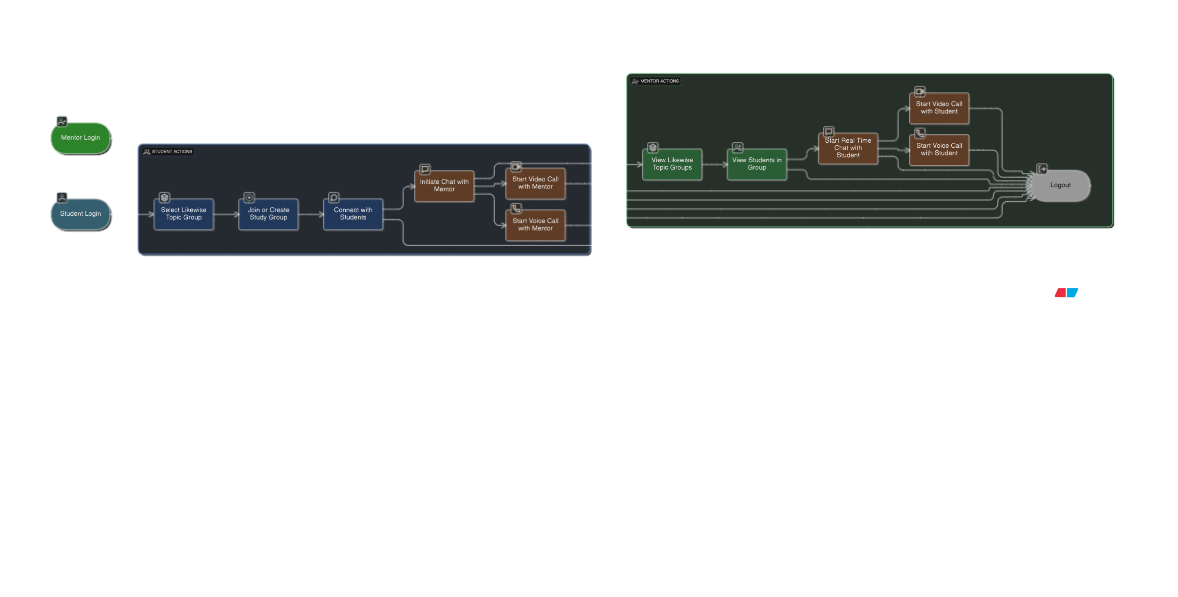 Mentor Login
Student Login
STUDENT ACTIONS
Select Likewise
Topic Group
Join or Create
Study Group
Connect with
Students
Initiate Chat with
Mentor
Start Video Call
with Mentor
Start Voice Call
with Mentor
MENTOR ACTIONS
View Likewise
Topic Groups
View Students in
Group
Start Real Time
Chat with
Student
Start Video Call
with Student
Start Voice Call
with Student
Logout